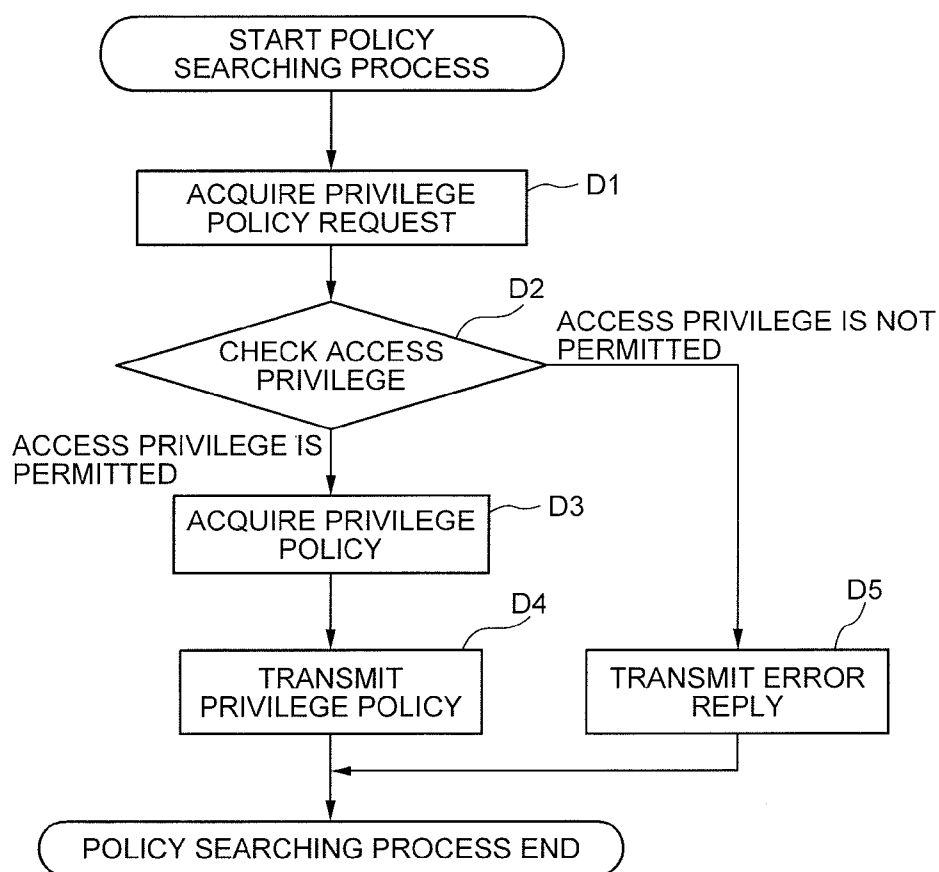 START POLICY
SEARCHING PROCESS
ACQUIRE PRIVILEGE
POLICY REQUEST
D1
D2
CHECK ACCESS
PRIVILEGE
ACCESS PRIVILEGE IS NOT
PERMITTED
ACCESS PRIVILEGE IS
PERMITTED
ACQUIRE PRIVILEGE
POLICY
D3
D4
TRANSMIT
PRIVILEGE POLICY
D5
TRANSMIT ERROR
REPLY
POLICY SEARCHING PROCESS END